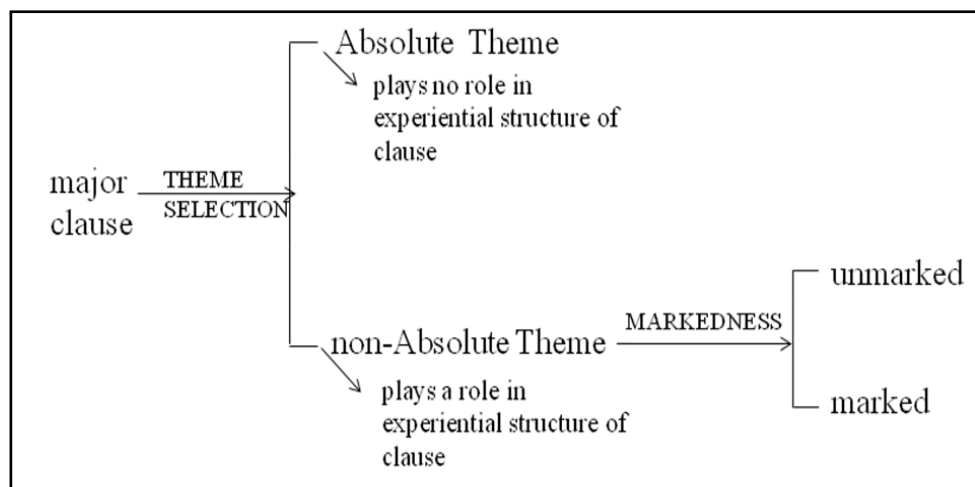 Absolute Theme
plays no role in
experiential structure of
clause
major
clause
THEME
SELECTION
unmarked
MARKEDNESS
non-Absolute Theme
plays a role in
experiential structure of
clause
marked